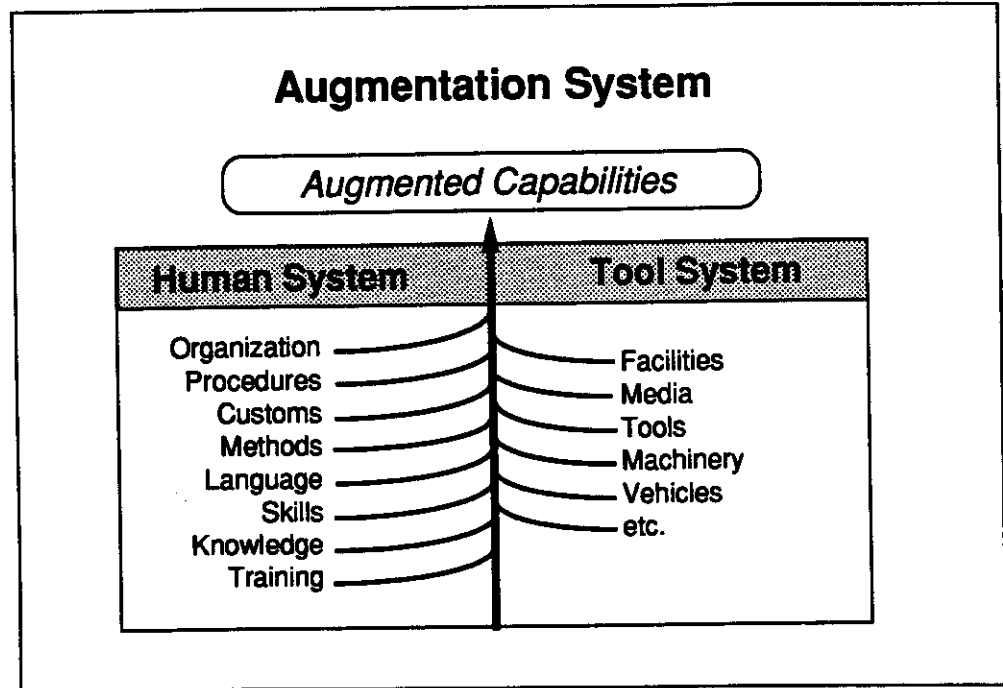 Augmentation System
Augmented Capabilities
Human System
Tool System
Organization
Procedures
Customs
Methods
Language
Skills
Knowledge
Training
Facilities
Media
Tools
Machinery
Vehicles
etc.